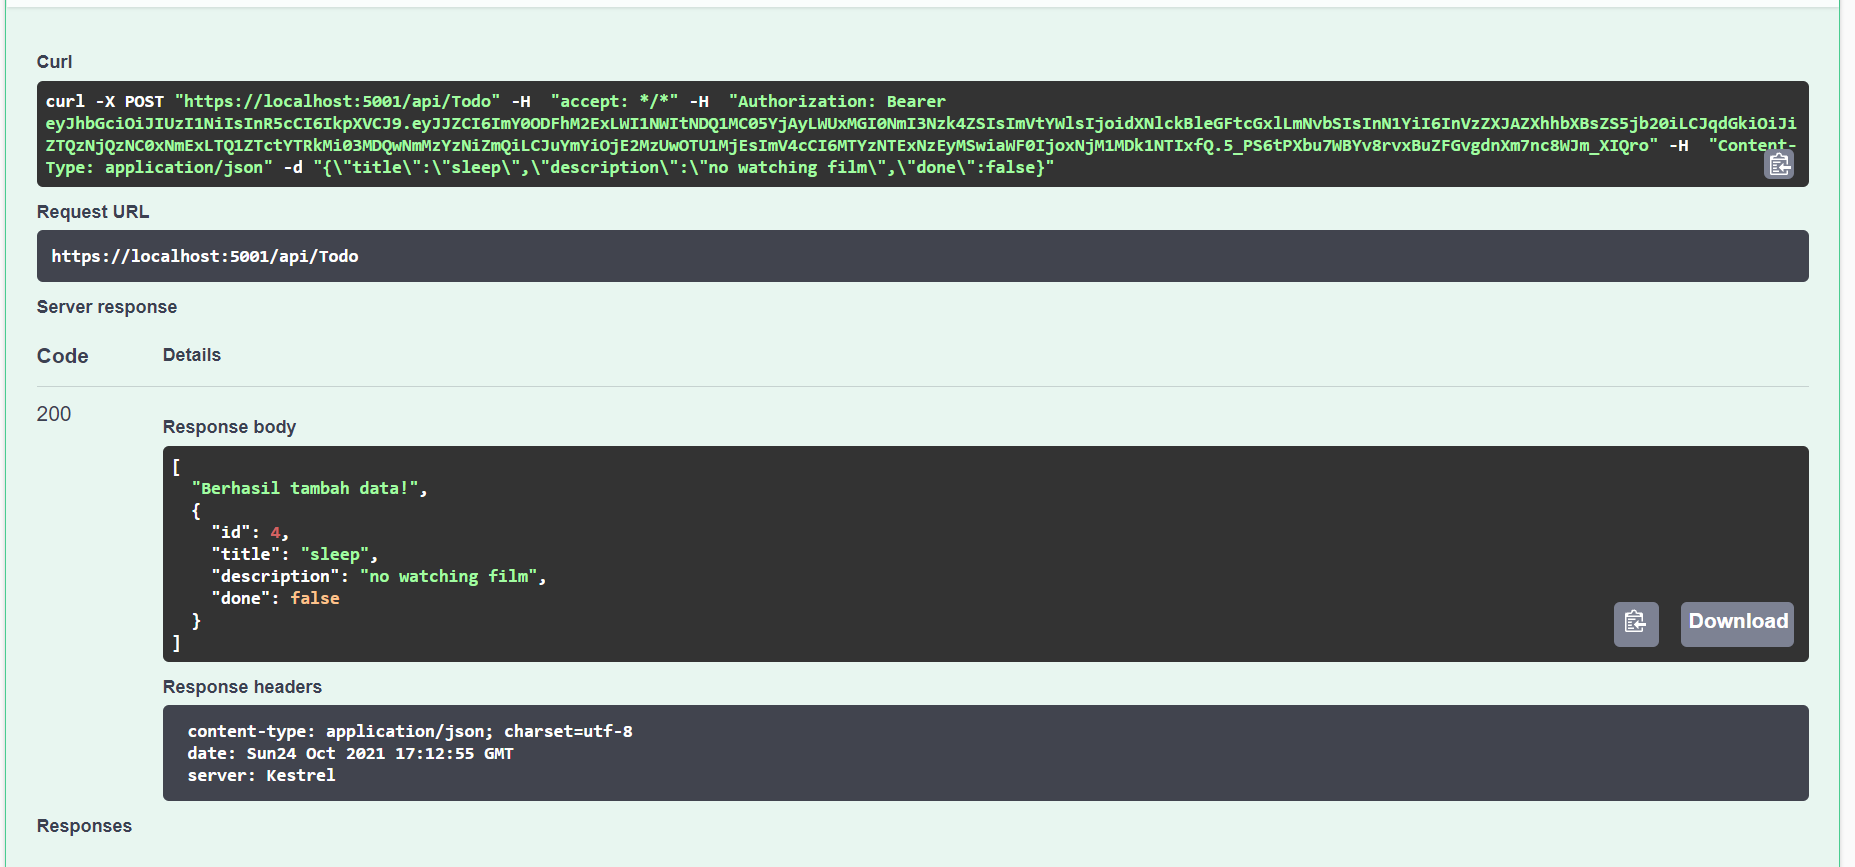 Curl
curl -X POST "https://localhost:5001/api/Todo" -H  "accept: */*" -H  "Authorization: Bearer
eyJhbGciOiJIUzI1NiIsInR5cCI6IkpXVCJ9.eyJJZCI6ImY0ODFhM2ExLWI1NWItNDQ1MC05YjAyLWUxMGI0NmI3Nzk4ZSIsImVtYWlsIjoidXNlckBleGFtcGxlLmNvbSIsInN1YiI6InVzZXJAZXhhbXBsZS5jb20iLCJqdGkiOiJi
ZTQzNjQzNC0xNmExLTQ1ZTctYTRkMi03MDQwNmMzYzNiZmQiLCJuYmYiOjE2MzUwOTU1MjEsImV4cCI6MTYzNTExNzEyMSwiaWF0IjoxNjM1MDk1NTIxfQ.5_PS6tPXbu7WBYv8rvxBuZFGvgdnXm7nc8WJm_XIQro" -H  "Content-
Type: application/json" -d "{\"title\":\"sleep\",\"description\":\"no watching film\",\"done\":false}"
Request URL
https://localhost:5001/api/Todo
Server response
Code Details
200
Response body
[
"Berhasil tambah data!",
{
"id": 4,
"title": "sleep",
"description": "no watching film",
"done": false
}
]
Download
Response headers
content-type: application/json; charset=utf-8
date: Sun24 Oct 2021 17:12:55 GMT
server: Kestrel
Responses